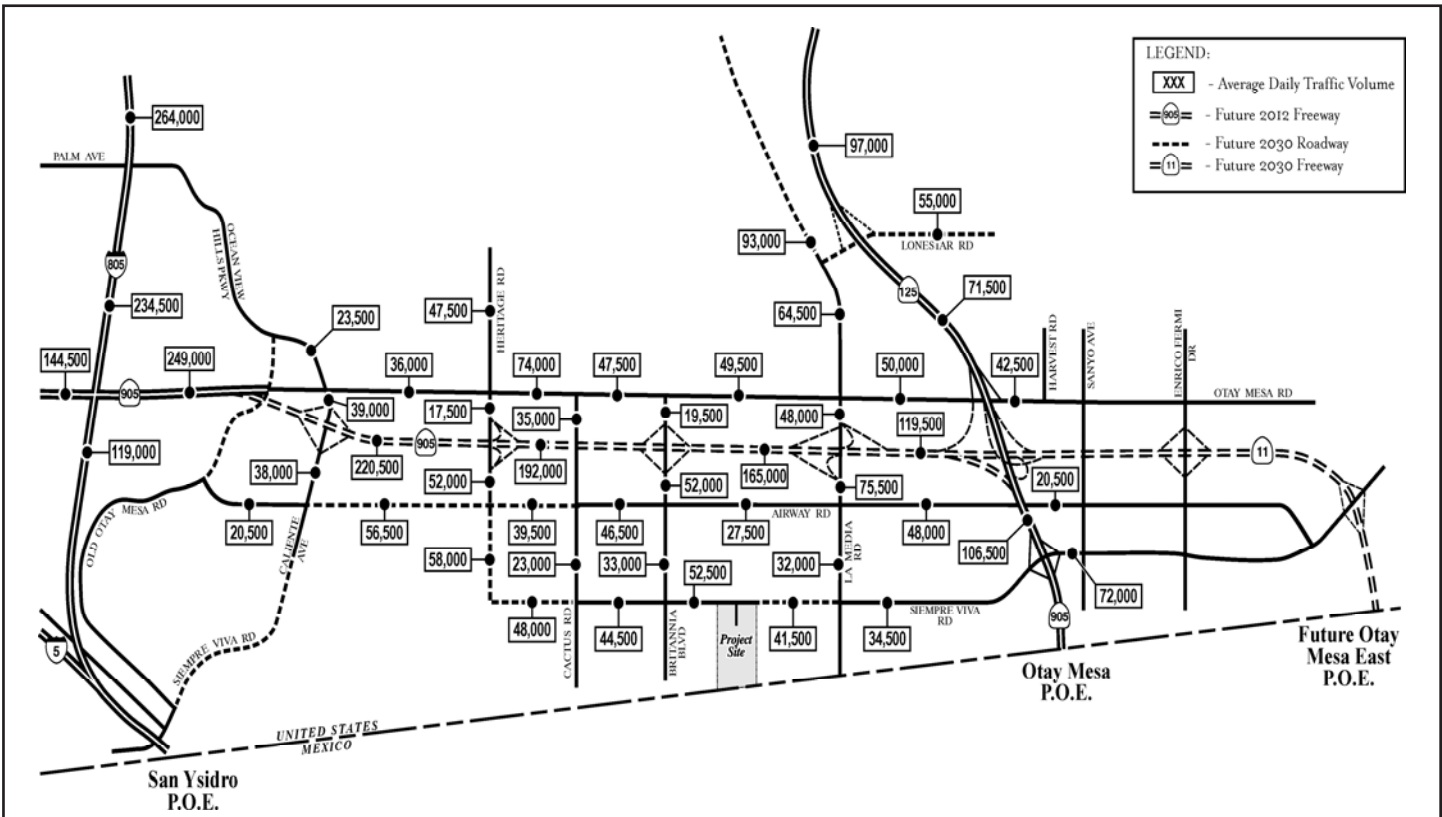 LEGEND:
XXX - Average Daily Traffic Volume
905 - Future 2012 Freeway
- Future 2030 Roadway
11 - Future 2030 Freeway
264,000
PALM AVE
97,000
55,000
OCEAN VIEW
HILLS PKWY
93,000
LONESTAR RD
805
HERITAGE RD
125
234,500
47,500
64,500
71,500
23,500
HARVEST RD
SANYO AVE
ENRICO FERMI
DR
144,500
249,000
36,000
74,000
47,500
49,500
50,000
42,500
905
OTAY MESA RD
39,000
17,500
35,000
19,500
48,000
119,500
119,000
905
11
38,000
220,500
52,000
192,000
52,000
165,000
75,500
20,500
OLD OTAY MESA RD
AIRWAY RD
20,500
56,500
39,500
46,500
27,500
48,000
CALIENTE
AVE
LA MEDIA
RD
106,500
58,000
23,000
33,000
52,500
32,000
72,000
SIEMPRE VIVA
RD
905
48,000
44,500
41,500
34,500
CACTUS RD
BRITANNIA
BLVD
Project
Site
5
SIEMPRE VIVA RD
Otay Mesa
P.O.E.
Future Otay
Mesa East
P.O.E.
UNITED STATES
MEXICO
San Ysidro
P.O.E.